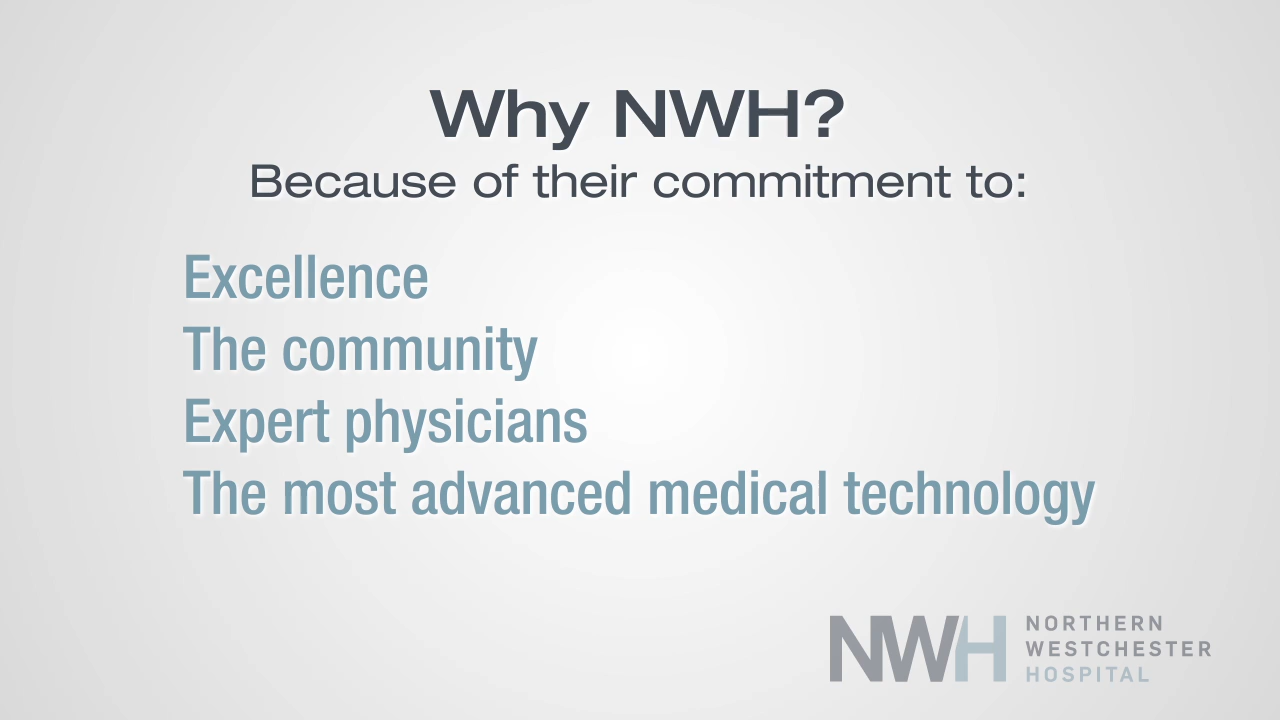 Why NWH?
Because of their commitment to:
Excellence
The community
Expert physicians
The most advanced medical technology
NWH
NORTHERN
WESTCHESTER
HOSPITAL